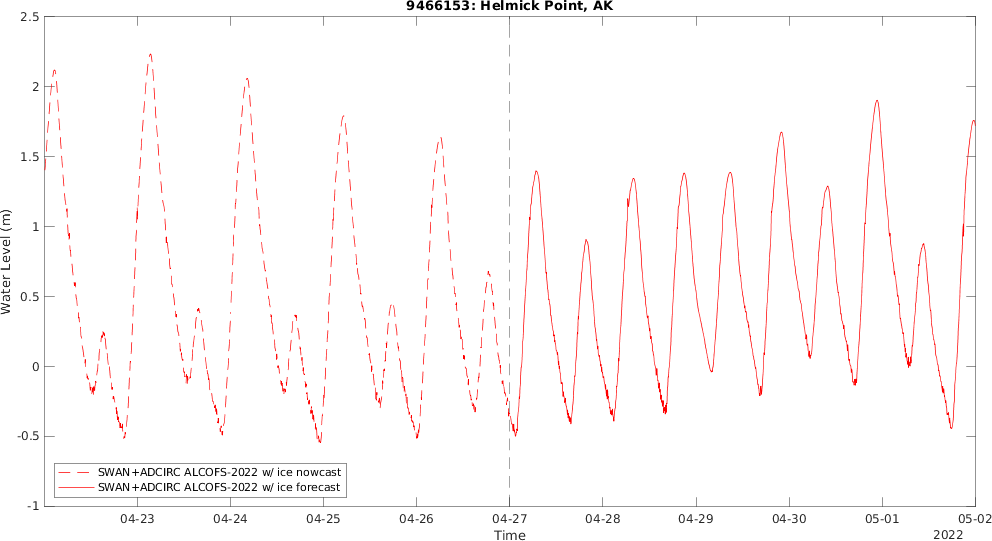 9466153: Helmick Point, AK
2.5
2
1.5
1
0.5
0
-0.5
-1
Water Level (m)
SWAN+ADCIRC ALCOFS-2022 w/ ice nowcast
SWAN+ADCIRC ALCOFS-2022 w/ ice forecast
04-23 04-24 04-25 04-26 04-27 04-28 04-29 04-30 05-01 05-02
Time
2022